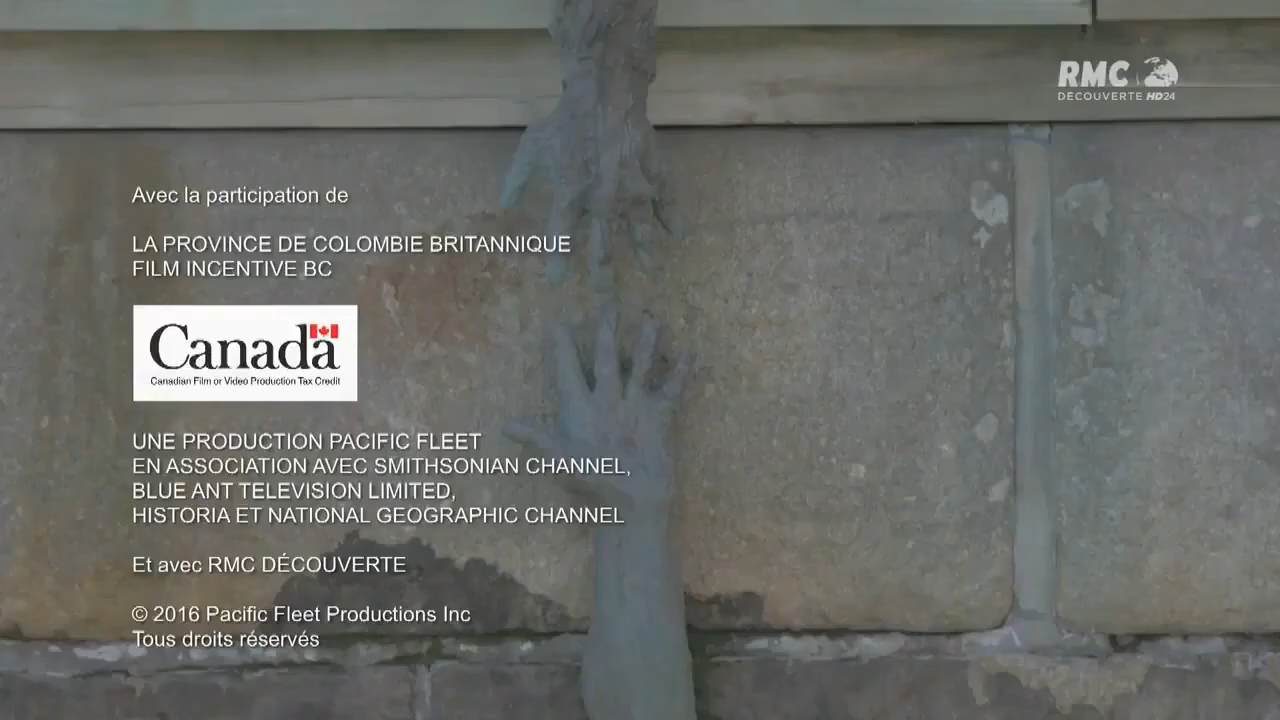 RMC
DÉCOUVERTE HD24
Avec la participation de
LA PROVINCE DE COLOMBIE BRITANNIQUE
FILM INCENTIVE BC
Canada
Canadian Film or Video Production Tax Credit
UNE PRODUCTION PACIFIC FLEET
EN ASSOCIATION AVEC SMITHSONIAN CHANNEL,
BLUE ANT TELEVISION LIMITED,
HISTORIA ET NATIONAL GEOGRAPHIC CHANNEL
Et avec RMC DÉCOUVERTE
© 2016 Pacific Fleet Productions Inc
Tous droits réservés